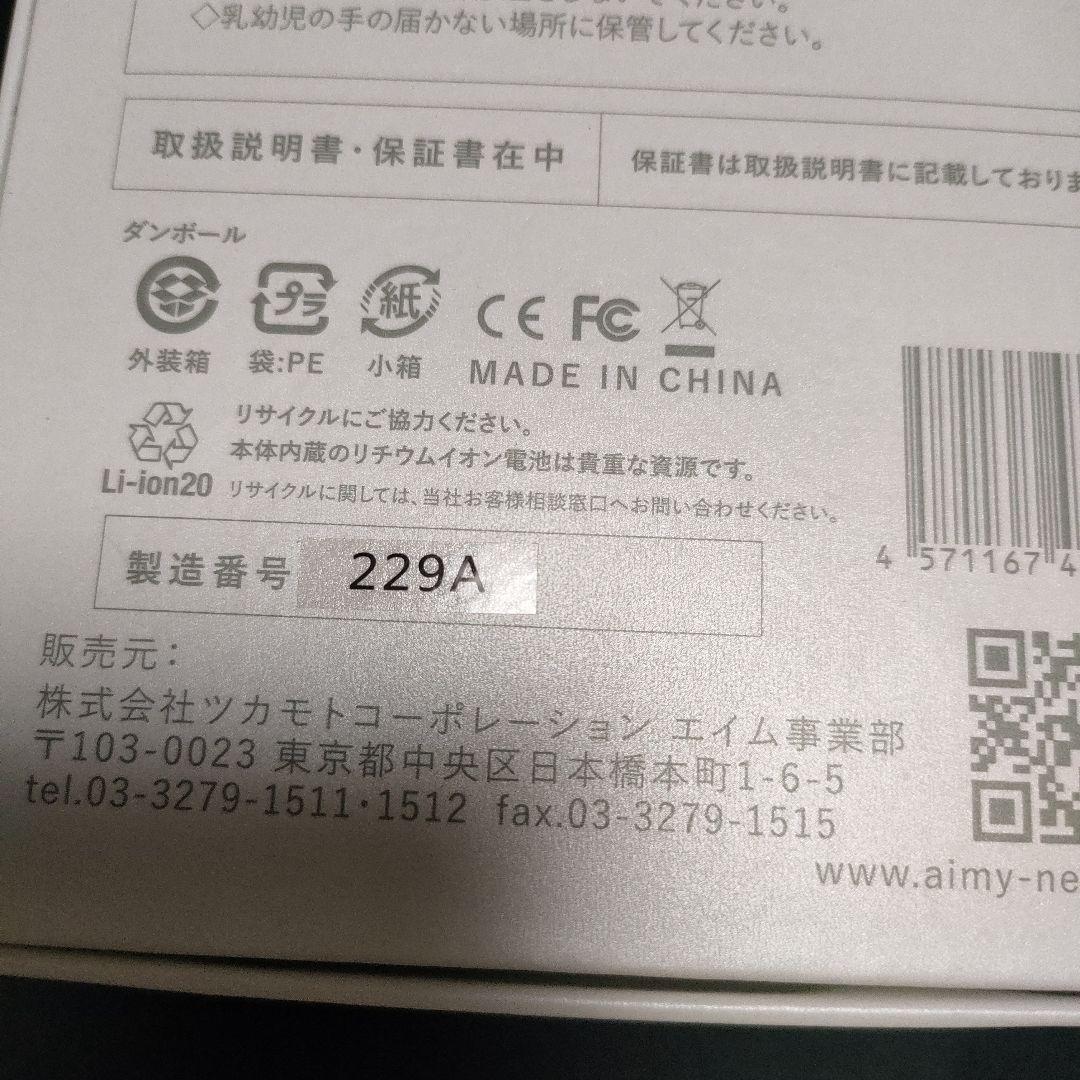 ◇乳幼児の手の届かない場所に保管してください。
取扱説明書・保証書在中
保証書は取扱説明書に記載しており
ダンボール
プラ
紙
外装箱
袋:PE
小箱
CE FC
MADE IN CHINA
リサイクルにご協力ください。
本体内蔵のリチウムイオン電池は貴重な資源です。
Li-ion20
リサイクルに関しては、当社お客様相談窓口へお問い合わせください。
製造番号 229A
4 571167 4
販売元：
株式会社ツカモトコーポレーション エイム事業部
〒103-0023 東京都中央区日本橋本町1-6-5
tel.03-3279-1511・1512 fax.03-3279-1515
www.aimy-ne